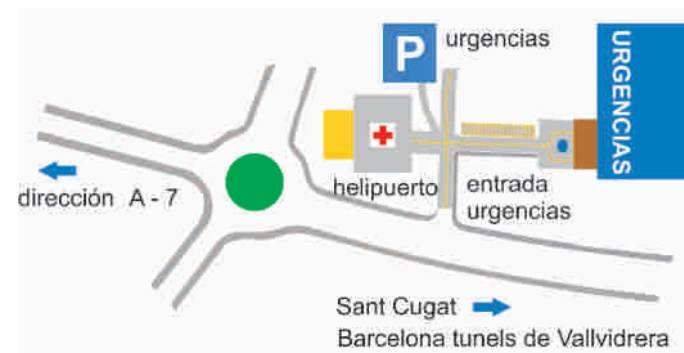 P
urgencias
URGENCIAS
helipuerto
entrada
urgencias
dirección A - 7
Sant Cugat
Barcelona tunels de Vallvidrera